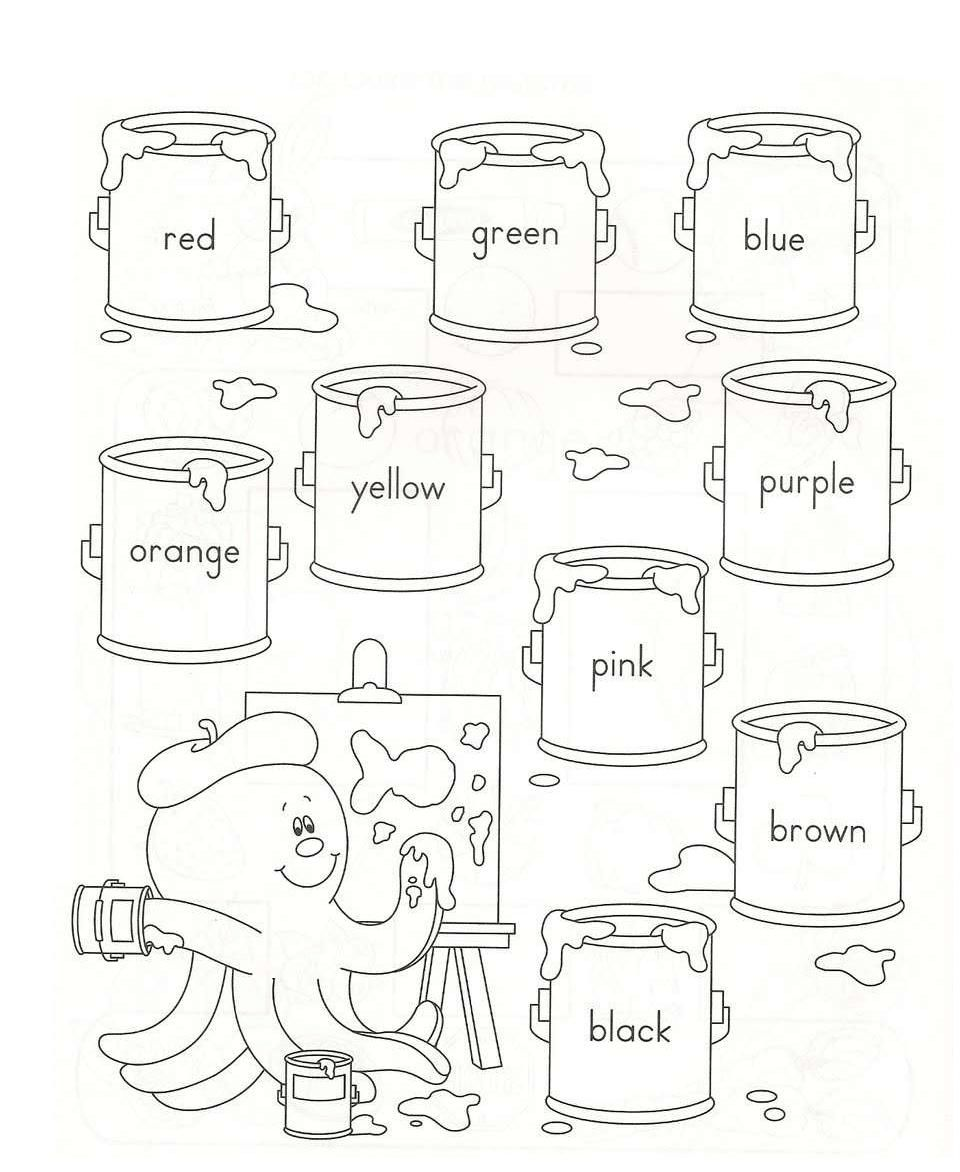 red
green
blue
yellow
purple
orange
pink
brown
black